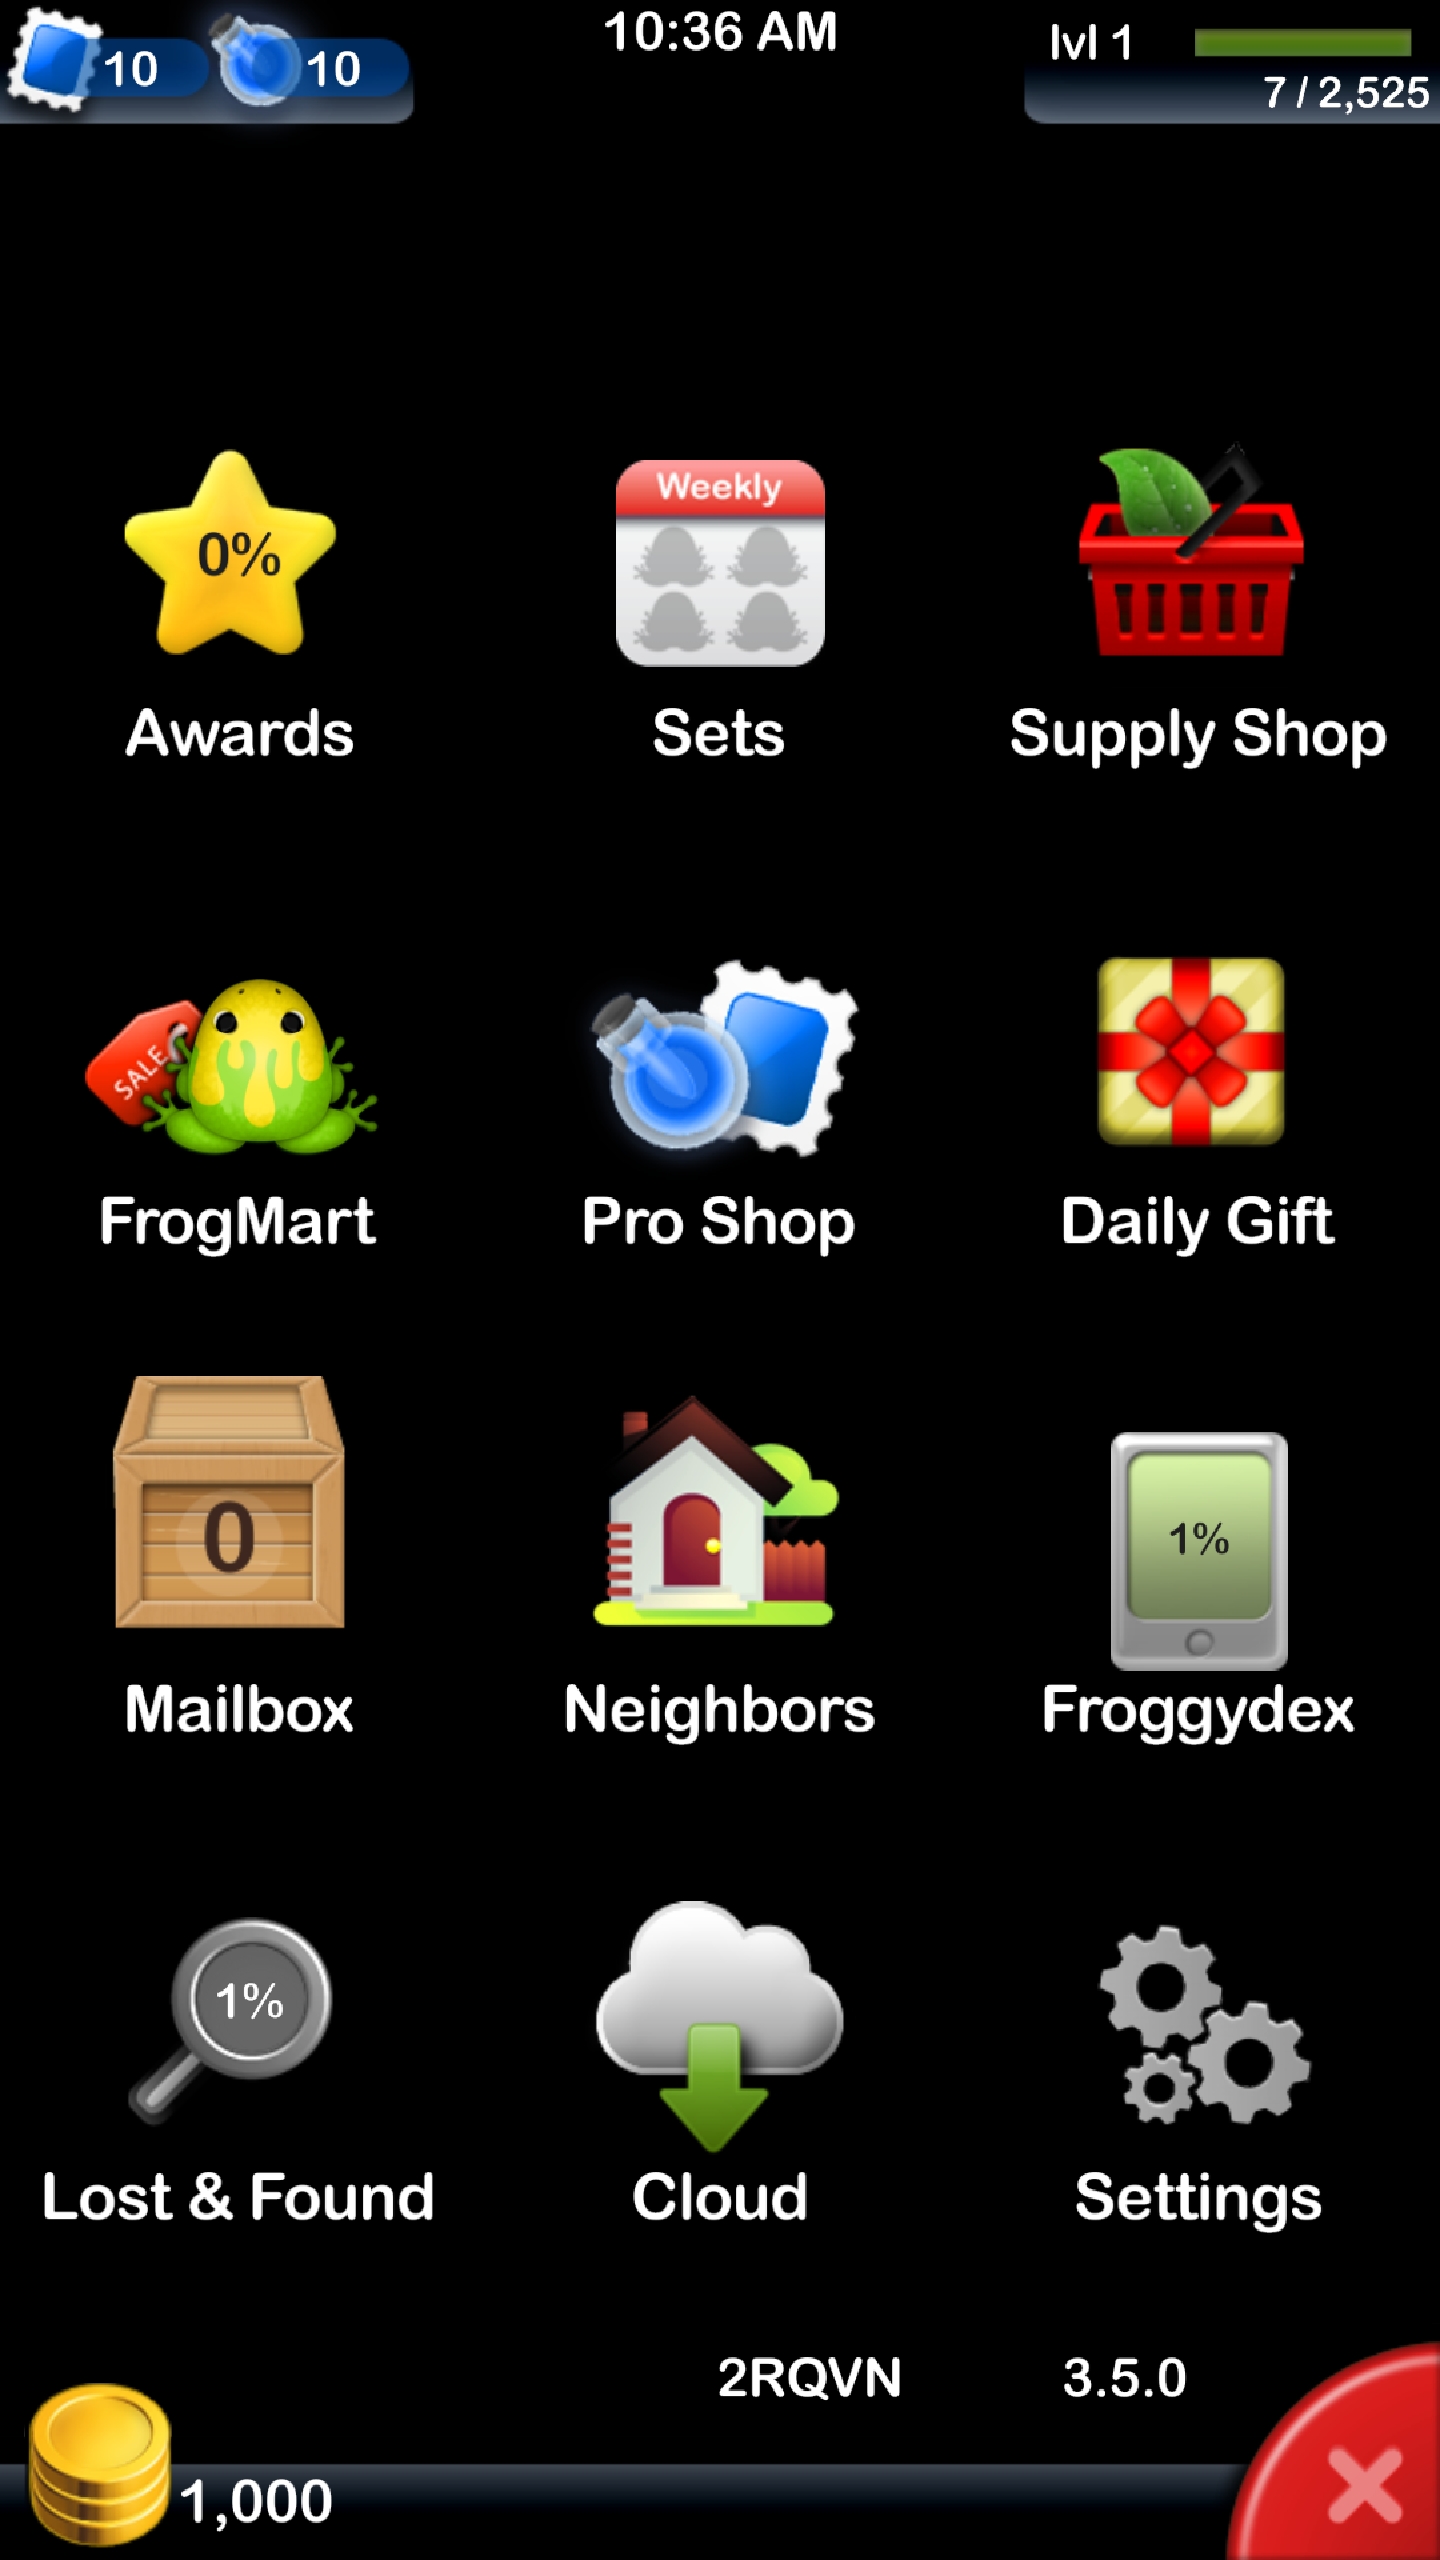 10
10
10:36 AM
lvl 1
7 / 2,525
0%
Weekly
Awards
Sets
Supply Shop
SALE
FrogMart
Pro Shop
Daily Gift
0
1%
Mailbox
Neighbors
Froggydex
1%
Lost & Found
Cloud
Settings
2RQVN
3.5.0
1,000